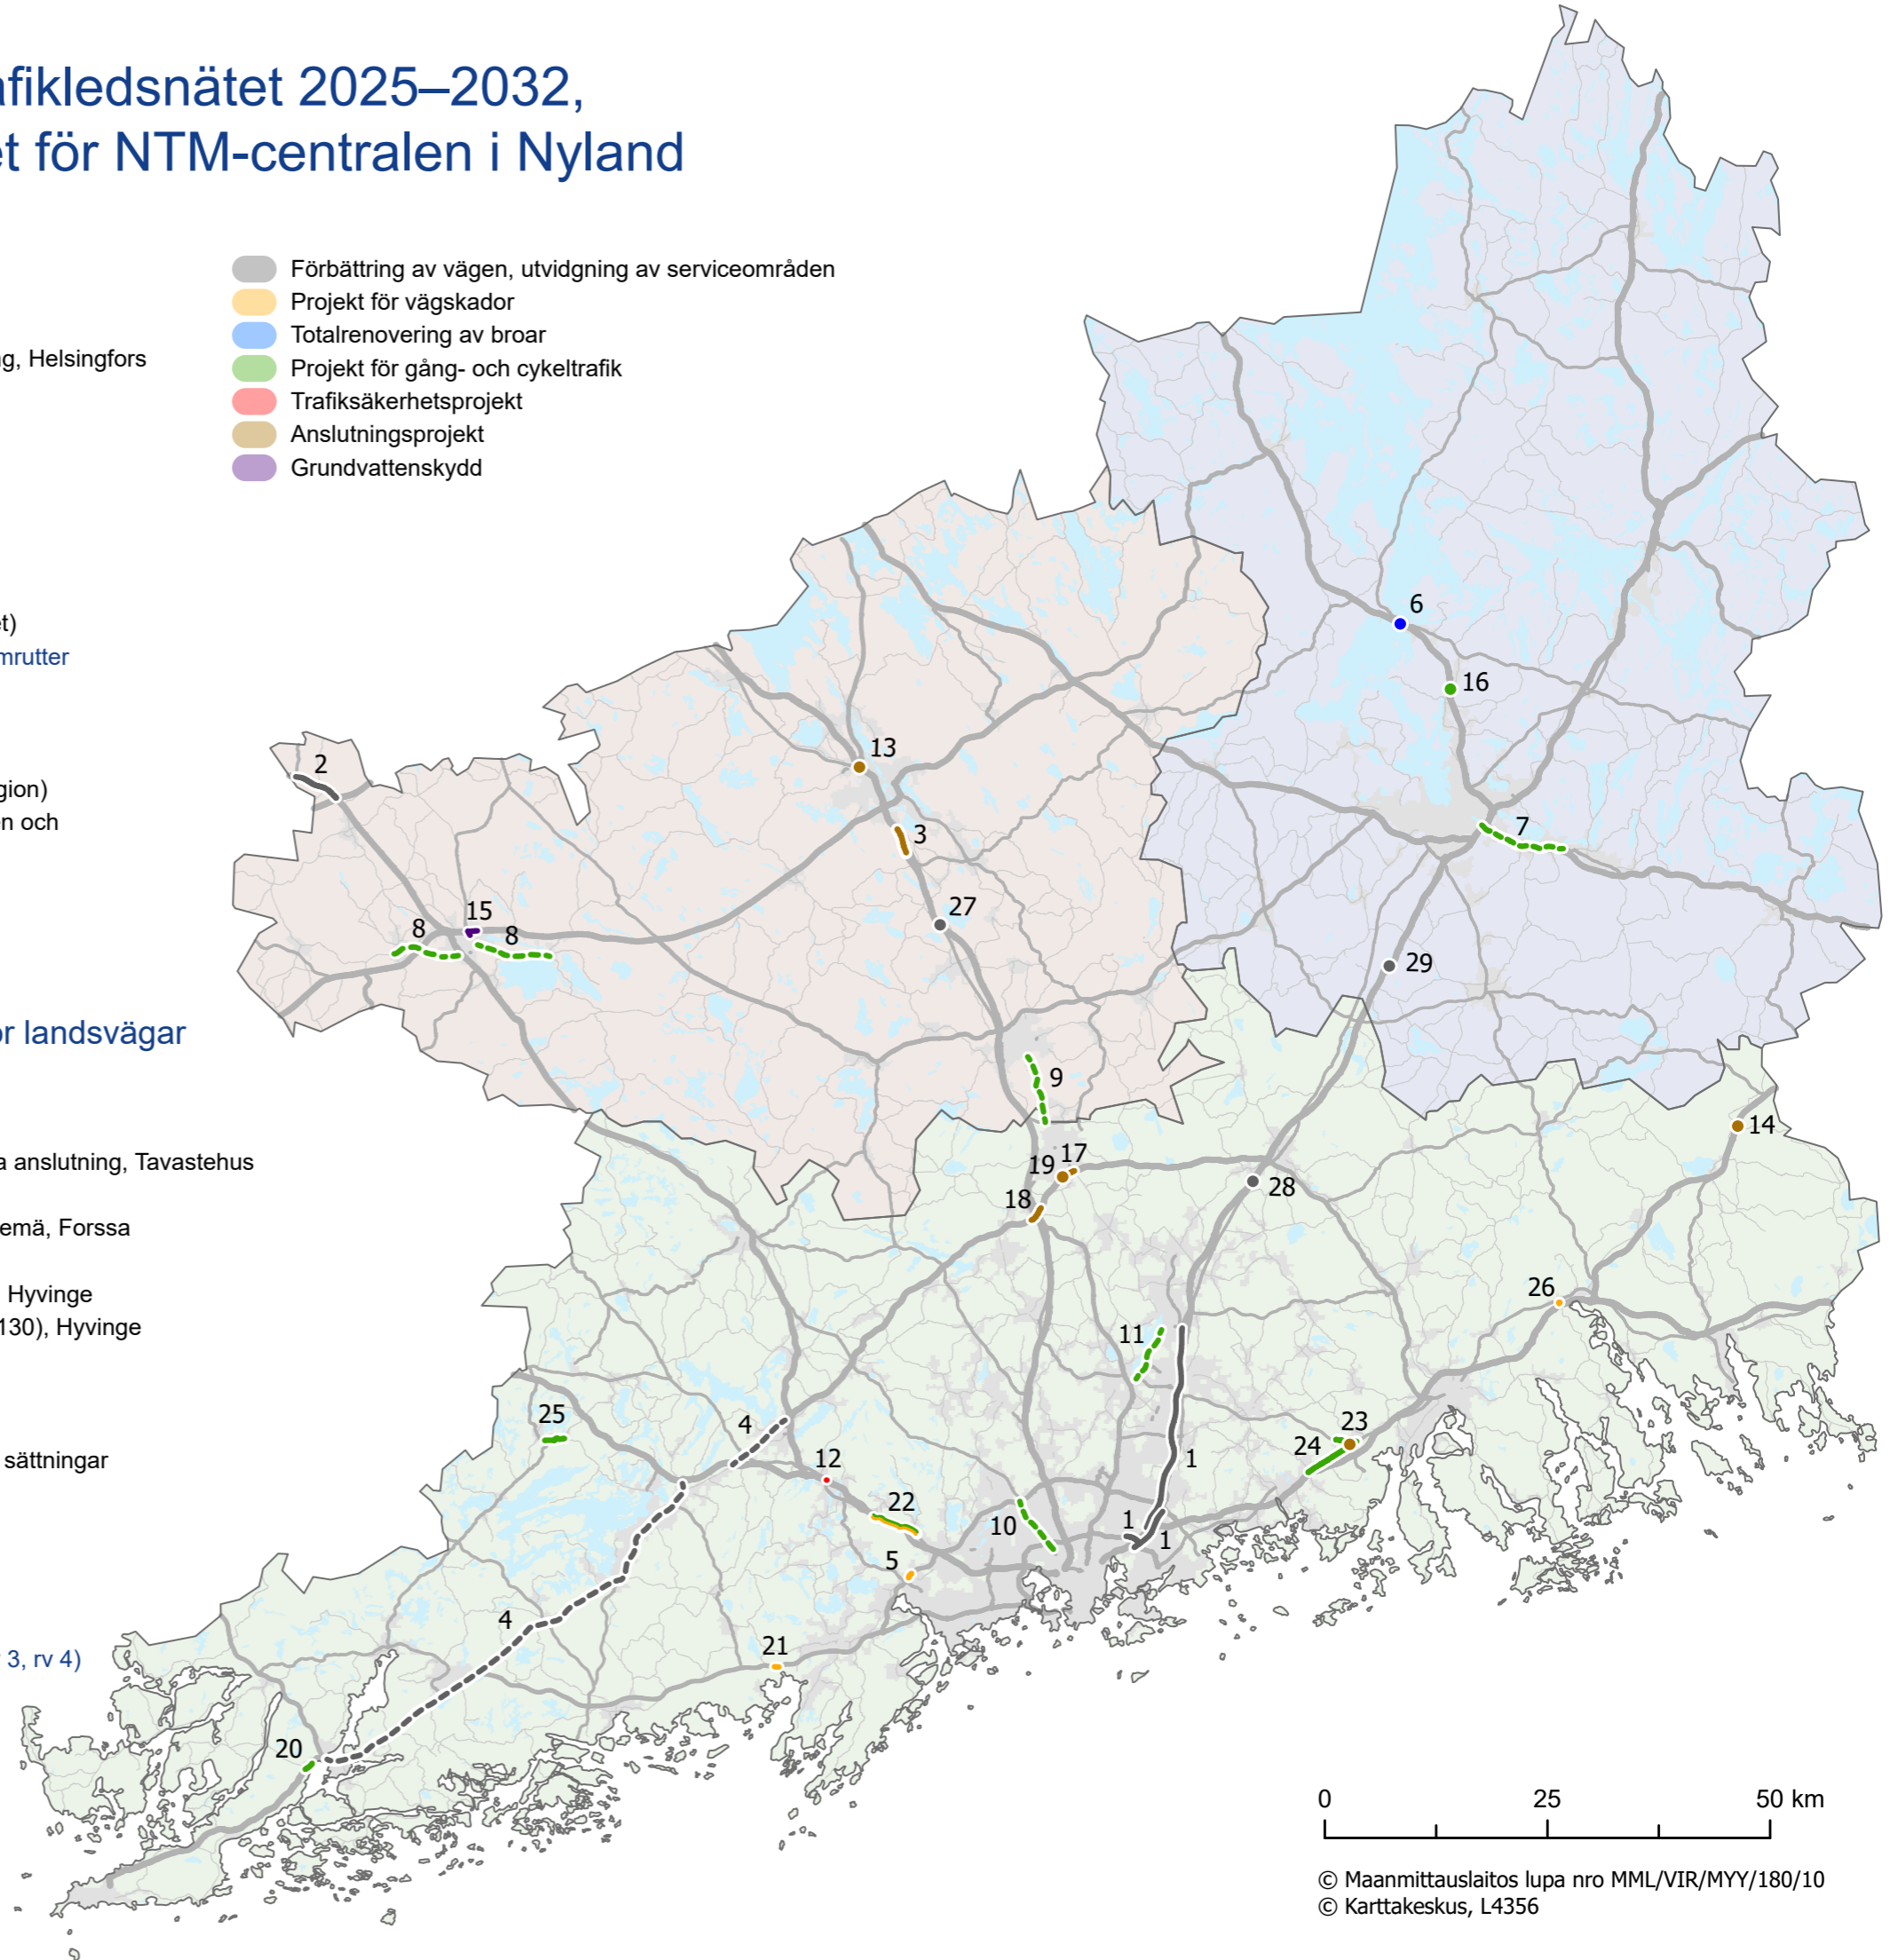 afikledsnätet 2025–2032,
et för NTM-centralen i Nyland
Förbättring av vägen, utvidgning av serviceområden
Projekt för vägskador
Totalrenovering av broar
Projekt för gång- och cykeltrafik
Trafiksäkerhetsprojekt
Anslutningsprojekt
Grundvattenskydd
ng, Helsingfors
et)
mrutter
gion)
en och
or landsvägar
a anslutning, Tavastehus
emä, Forssa
Hyvinge
130), Hyvinge
sättningar
3, rv 4)
6
16
13
2
3
7
27
15
8
8
29
9
14
19
17
18
28
26
11
25
4
23
24
12
1
22
10
1
1
5
4
21
20
0
25
50 km
© Maanmittauslaitos lupa nro MML/VIR/MYY/180/10
© Karttakeskus, L4356